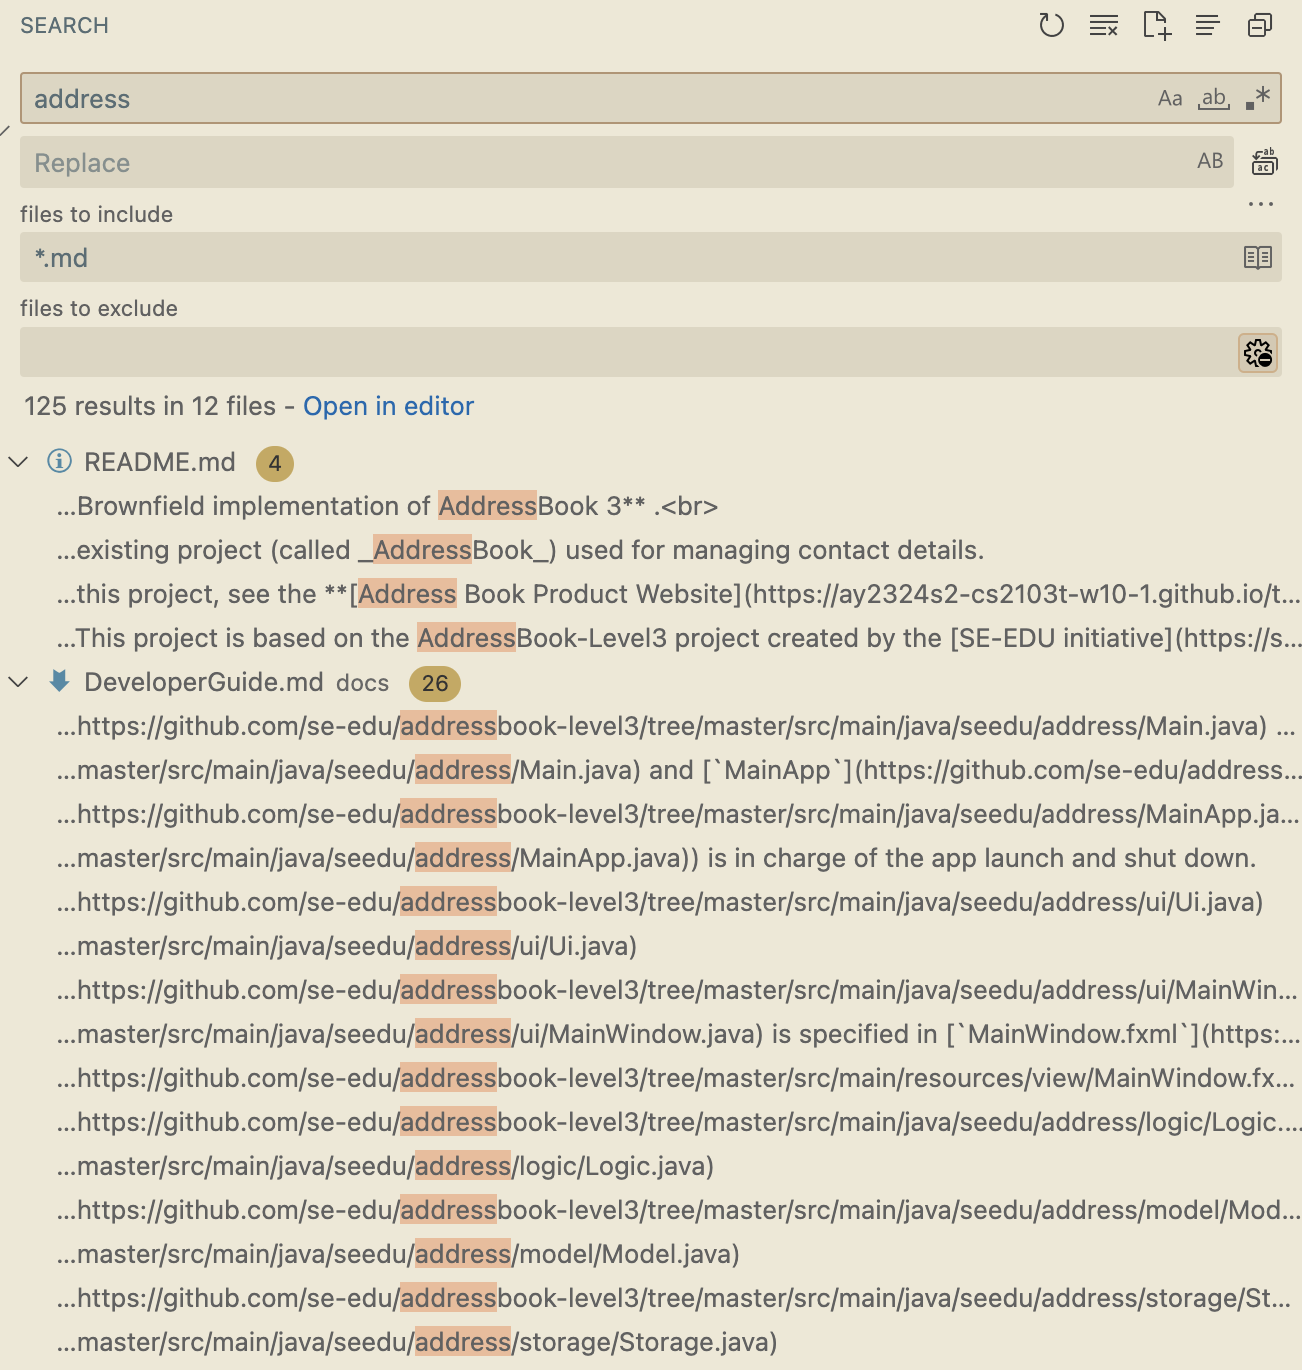 SEARCH
address Aa ab .*
Replace AB
ab
ac
...
files to include
*.md
files to exclude
125 results in 12 files - Open in editor
README.md 4
...Brownfield implementation of AddressBook 3** .<br>
...existing project (called _AddressBook_) used for managing contact details.
...this project, see the **[Address Book Product Website](https://ay2324s2-cs2103t-w10-1.github.io/t...
...This project is based on the AddressBook-Level3 project created by the [SE-EDU initiative](https://s...
DeveloperGuide.md docs 26
...https://github.com/se-edu/addressbook-level3/tree/master/src/main/java/seedu/address/Main.java) ...
...master/src/main/java/seedu/address/Main.java) and [`MainApp`](https://github.com/se-edu/address...
...https://github.com/se-edu/addressbook-level3/tree/master/src/main/java/seedu/address/MainApp.ja...
...master/src/main/java/seedu/address/MainApp.java)) is in charge of the app launch and shut down.
...https://github.com/se-edu/addressbook-level3/tree/master/src/main/java/seedu/address/ui/Ui.java)
...master/src/main/java/seedu/address/ui/Ui.java)
...https://github.com/se-edu/addressbook-level3/tree/master/src/main/java/seedu/address/ui/MainWin...
...master/src/main/java/seedu/address/ui/MainWindow.java) is specified in [`MainWindow.fxml`](https:...
...https://github.com/se-edu/addressbook-level3/tree/master/src/main/resources/view/MainWindow.fx...
...https://github.com/se-edu/addressbook-level3/tree/master/src/main/java/seedu/address/logic/Logic....
...master/src/main/java/seedu/address/logic/Logic.java)
...https://github.com/se-edu/addressbook-level3/tree/master/src/main/java/seedu/address/model/Mod...
...master/src/main/java/seedu/address/model/Model.java)
...https://github.com/se-edu/addressbook-level3/tree/master/src/main/java/seedu/address/storage/St...
...master/src/main/java/seedu/address/storage/Storage.java)